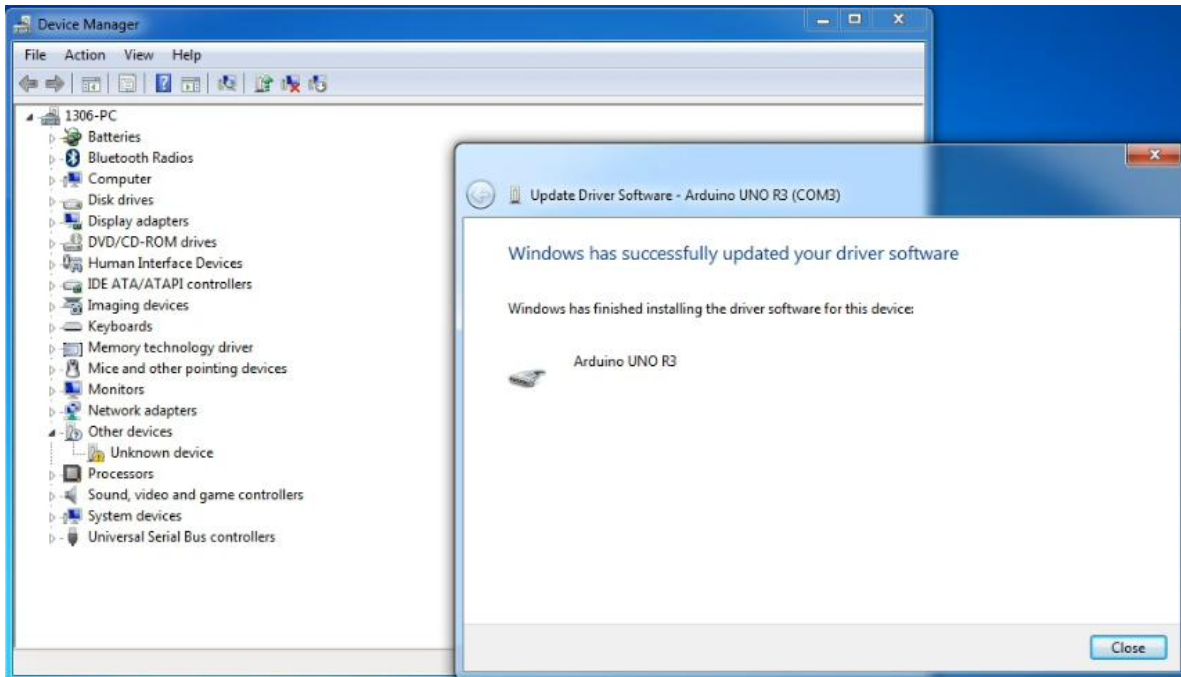 Device Manager
File Action View Help
1306-PC
Batteries
Bluetooth Radios
Computer
Disk drives
Display adapters
DVD/CD-ROM drives
Human Interface Devices
IDE ATA/ATAPI controllers
Imaging devices
Keyboards
Memory technology driver
Mice and other pointing devices
Monitors
Network adapters
Other devices
Unknown device
Processors
Sound, video and game controllers
System devices
Universal Serial Bus controllers
Update Driver Software - Arduino UNO R3 (COM3)
Windows has successfully updated your driver software
Windows has finished installing the driver software for this device:
Arduino UNO R3
Close